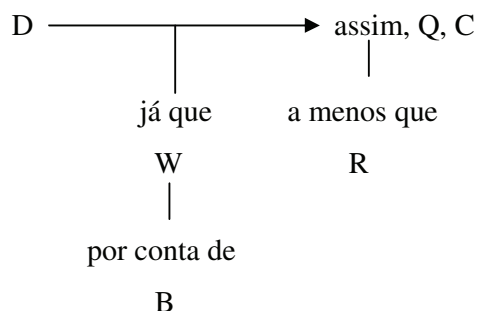 D assim, Q, C
já que a menos que
W R
por conta de
B